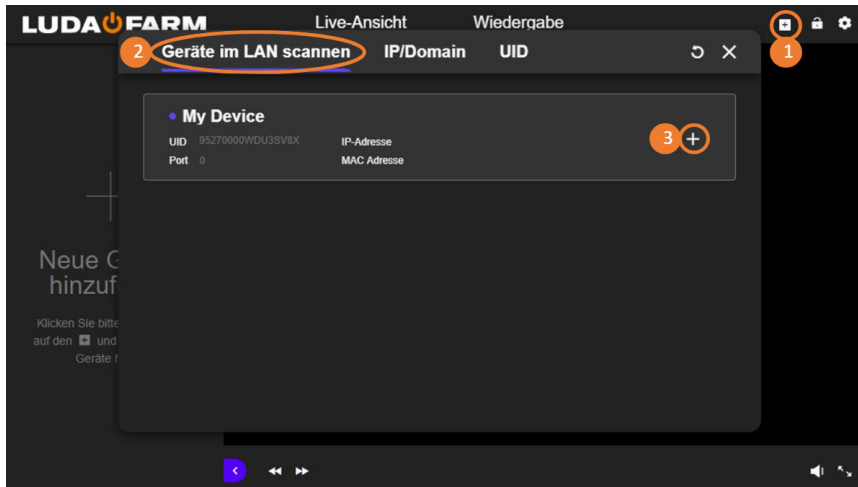 LUDA FARM
Live-Ansicht Wiedergabe
1
2 Geräte im LAN scannen IP/Domain UID
My Device
UID 95270000WDU3SV8X IP-Adresse
Port 0 MAC Adresse
3
Neue G
hinzuf
Klicken Sie bitte
auf den und
Geräte h